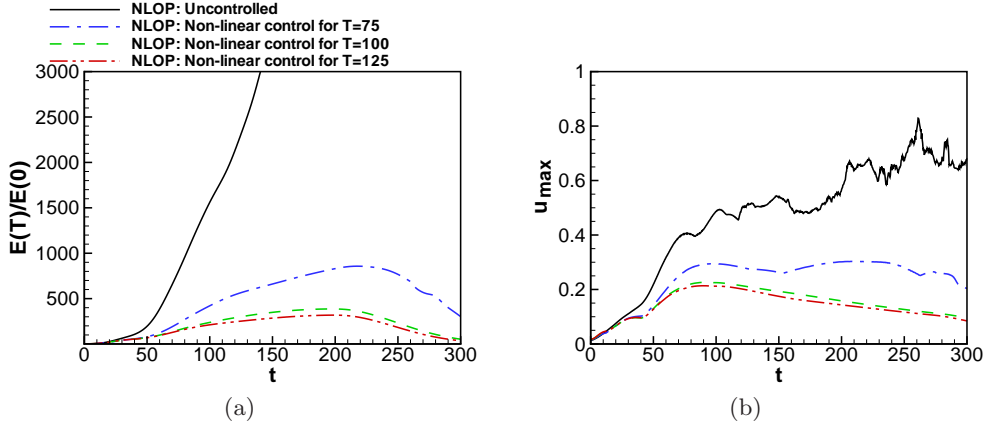 NLOP: Uncontrolled
NLOP: Non-linear control for T=75
NLOP: Non-linear control for T=100
NLOP: Non-linear control for T=125
3000
2500
2000
1500
1000
500
E(T)/E(0)
0 50 100 150 200 250 300
t
(a)
1
0.8
0.6
0.4
0.2
0
u_max
0 50 100 150 200 250 300
t
(b)